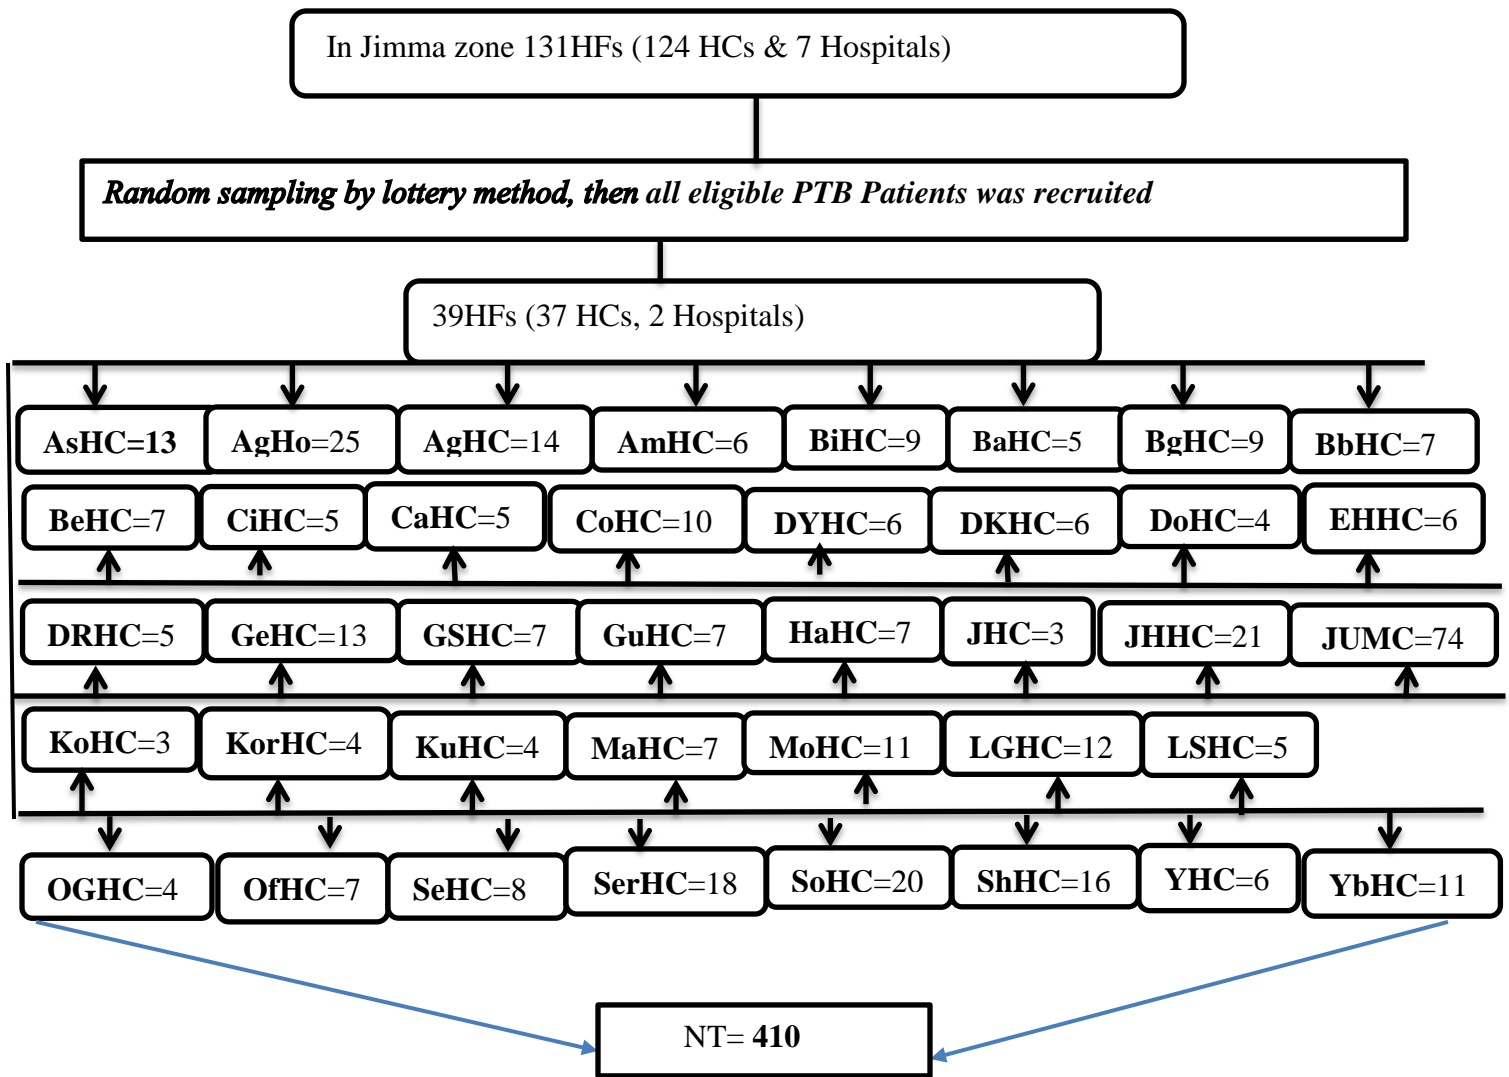 In Jimma zone 131HFs (124 HCs & 7 Hospitals)
Random sampling by lottery method, then all eligible PTB Patients was recruited
39HFs (37 HCs, 2 Hospitals)
AsHC=13 AgHo=25 AgHC=14 AmHC=6 BiHC=9 BaHC=5 BgHC=9 BbHC=7
BeHC=7 CiHC=5 CaHC=5 CoHC=10 DYHC=6 DKHC=6 DoHC=4 EHHC=6
DRHC=5 GeHC=13 GSHC=7 GuHC=7 HaHC=7 JHC=3 JHHC=21 JUMC=74
KoHC=3 KorHC=4 KuHC=4 MaHC=7 MoHC=11 LGHC=12 LSHC=5
OGHC=4 OfHC=7 SeHC=8 SerHC=18 SoHC=20 ShHC=16 YHC=6 YbHC=11
NT= 410